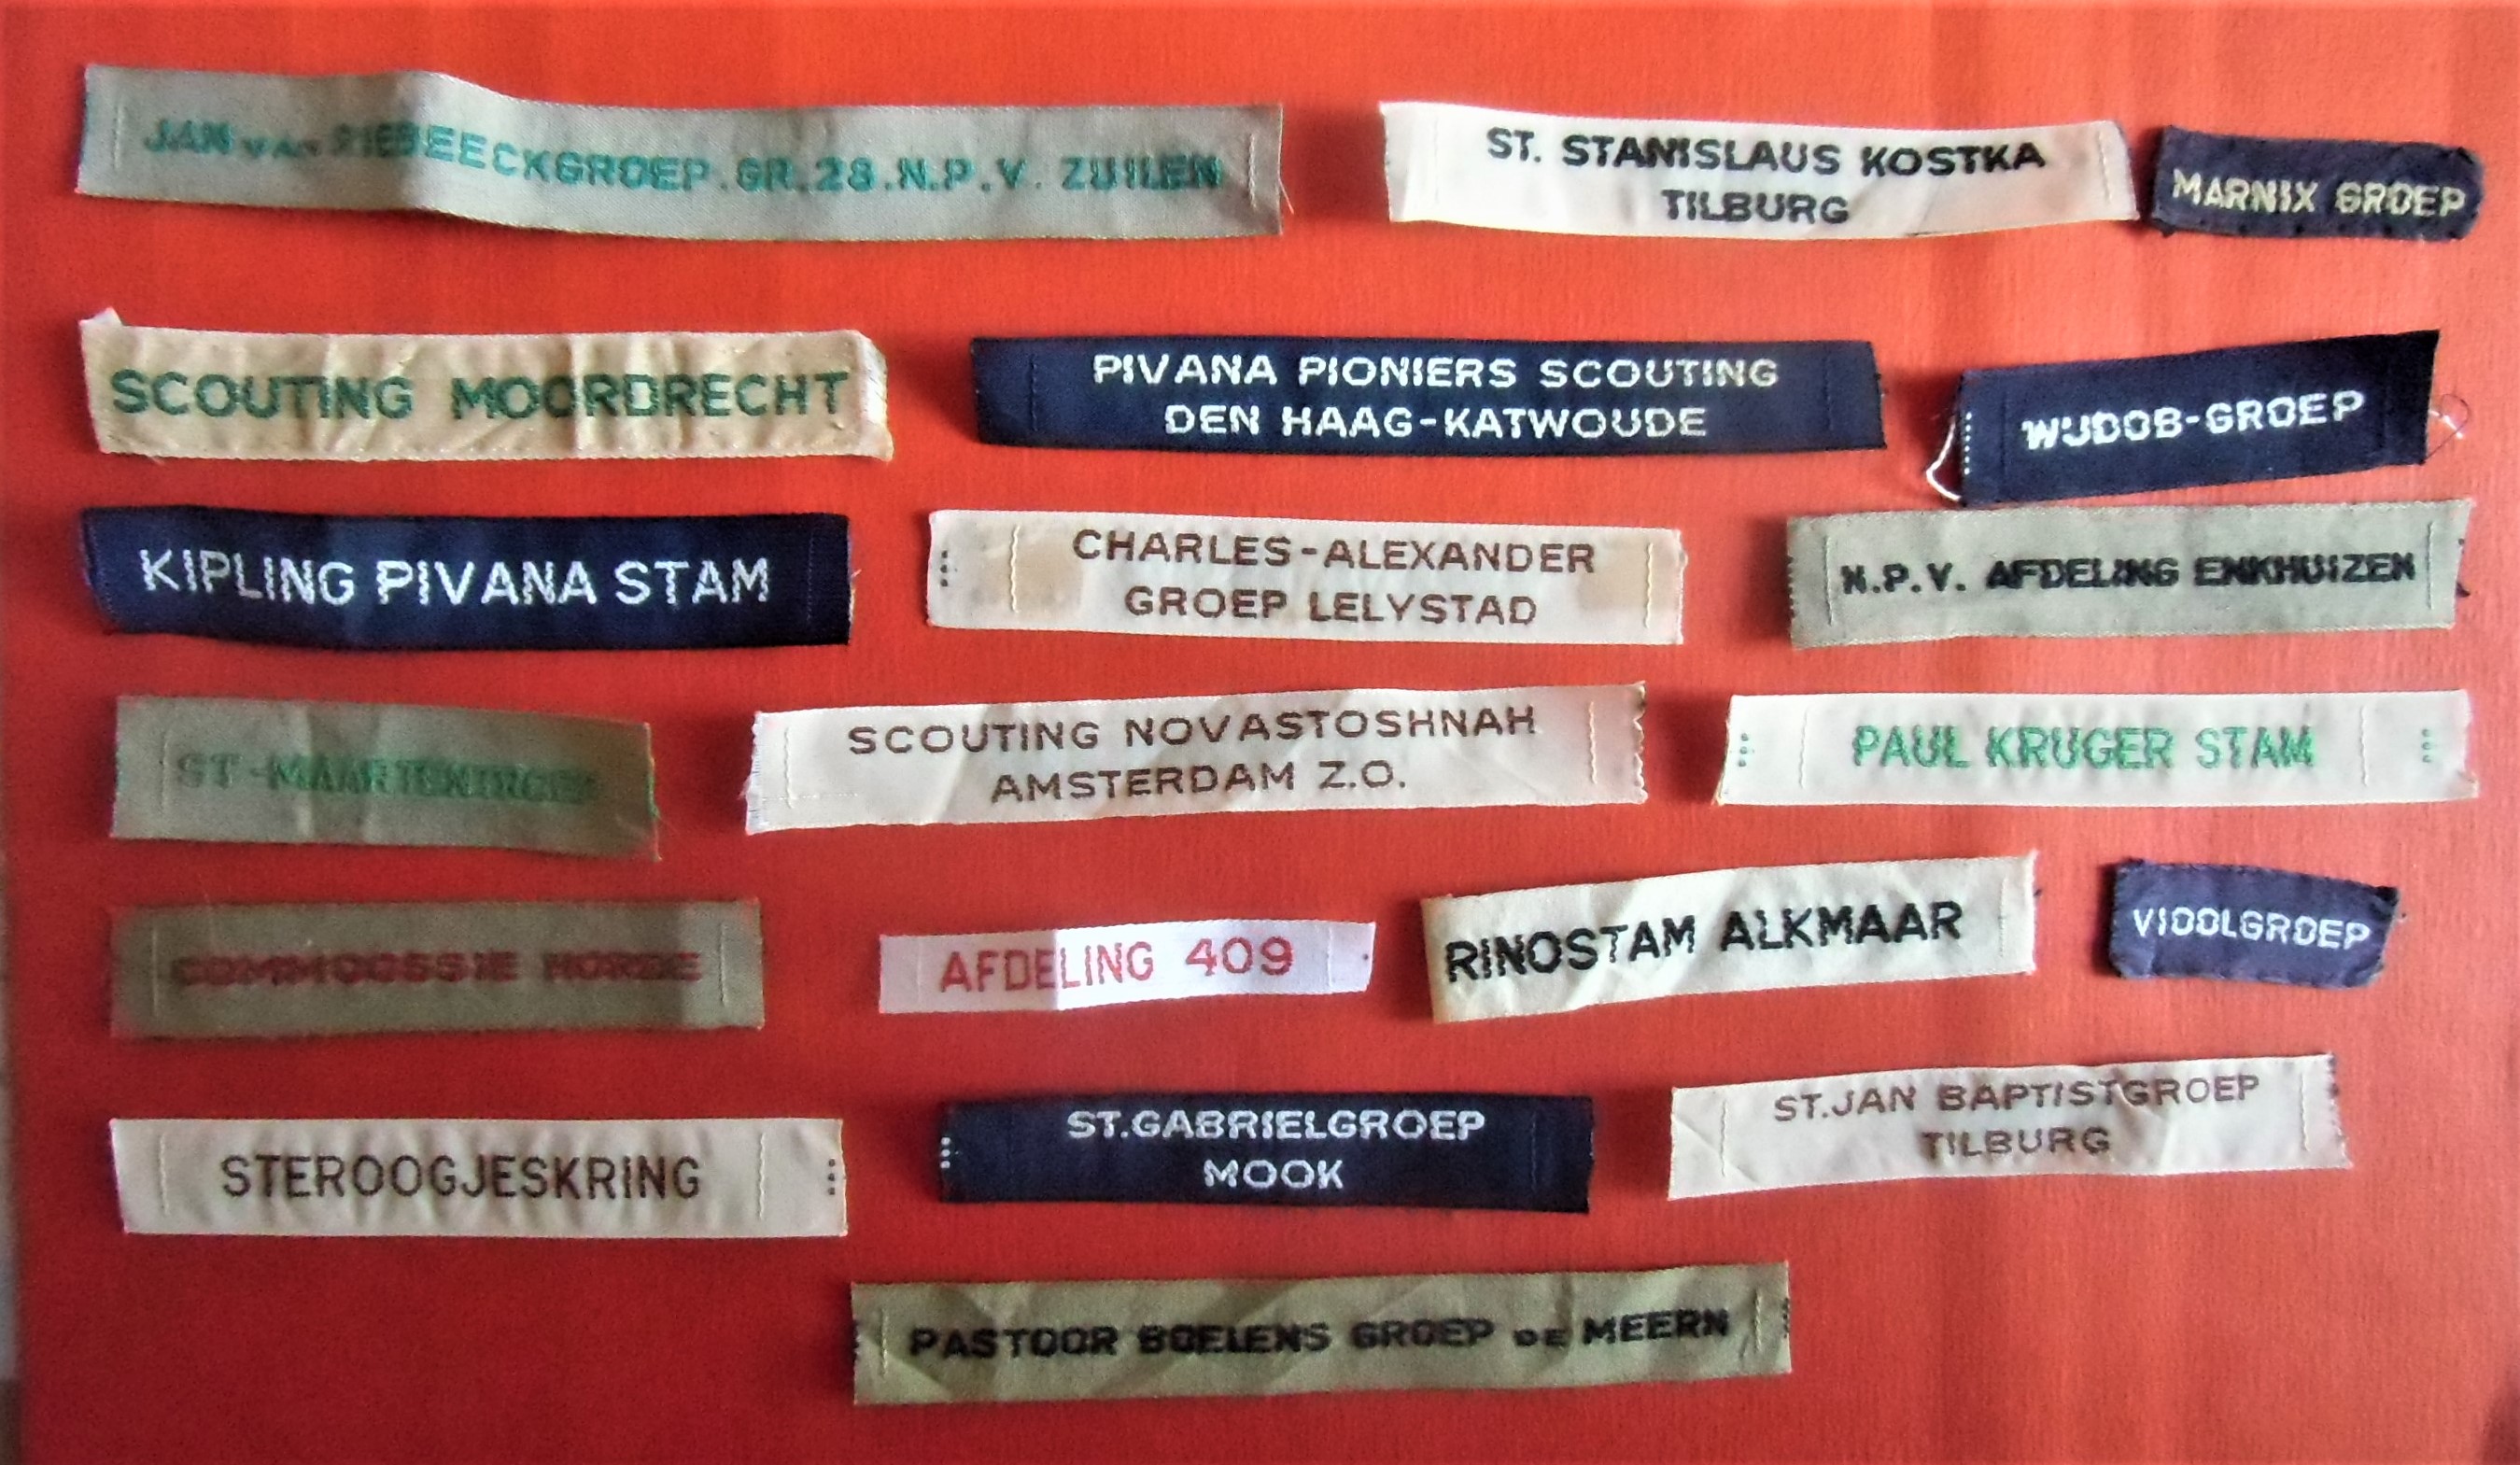 JAN VAN RIEBEECKGROEP.GR.28.N.P.V. ZUILEN
ST. STANISLAUS KOSTKA
TILBURG
MARNIX GROEP
SCOUTING MOORDRECHT
PIVANA PIONIERS SCOUTING
DEN HAAG-KATWOUDE
WIJDOB-GROEP
KIPLING PIVANA STAM
CHARLES-ALEXANDER
GROEP LELYSTAD
N.P.V. AFDELING ENKHUIZEN
SCOUTING NOVASTOSHNAH
AMSTERDAM Z.O.
PAUL KRUGER STAM
HORDE
AFDELING 409
RINOSTAM ALKMAAR
VIOOLGROEP
STEROOGJESKRING
ST.GABRIELGROEP
MOOK
ST.JAN BAPTISTGROEP
TILBURG
PASTOOR BOELENS GROEP DE MEERN